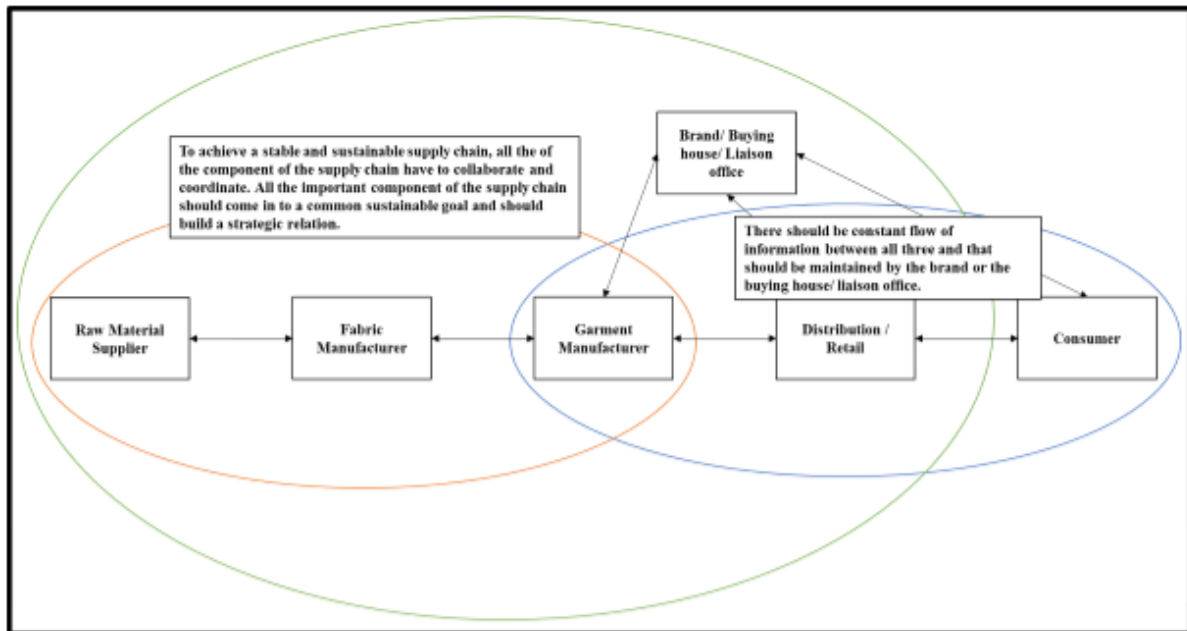 Brand/ Buying
house/ Liaison
office
To achieve a stable and sustainable supply chain, all the of
the component of the supply chain have to collaborate and
coordinate. All the important component of the supply chain
should come in to a common sustainable goal and should
build a strategic relation.
There should be constant flow of
information between all three and that
should be maintained by the brand or the
buying house/ liaison office.
Raw Material
Supplier
Fabric
Manufacturer
Garment
Manufacturer
Distribution /
Retail
Consumer